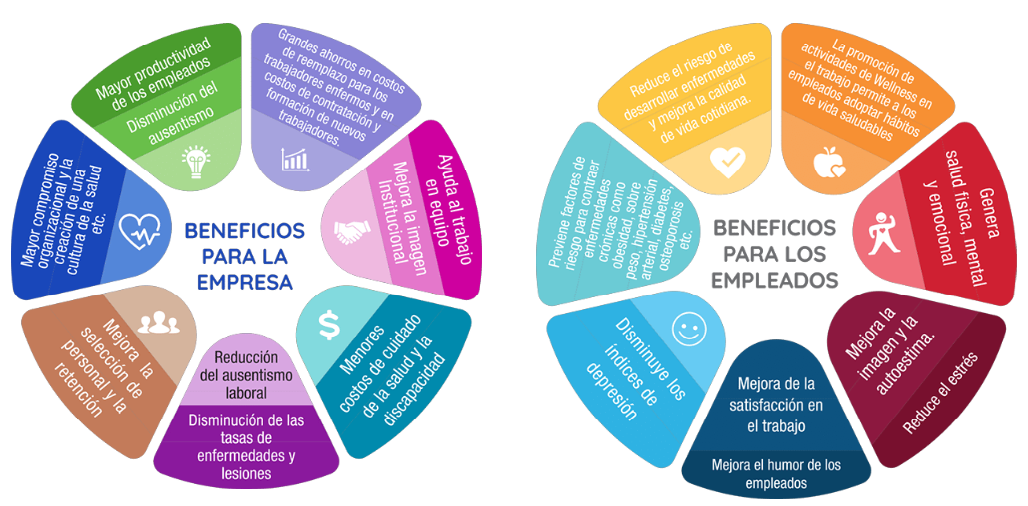 BENEFICIOS
PARA LA
EMPRESA
Mayor productividad
de los empleados
Disminución del
ausentismo
Grandes ahorros en costos
de reemplazo para los
trabajadores enfermos y en
costos de contratación y
formación de nuevos
trabajadores.
Ayuda al trabajo
en equipo
Mejora la imagen
Institucional
Menores
costos de cuidado
de la salud y la
discapacidad
Reducción
del ausentismo
laboral
Disminución de las
tasas de
enfermedades y
lesiones
Mejora la
selección de
personal y la
retención
Mayor compromiso
organizacional y la
creación de una
cultura de la salud
etc.
BENEFICIOS
PARA LOS
EMPLEADOS
Reduce el riesgo de
desarrollar enfermedades
y mejora la calidad
de vida cotidiana.
La promoción de
actividades de Wellness en
el trabajo permite a los
empleados adoptar hábitos
de vida saludables
Genera
salud física, mental
y emocional
Mejora la
imagen y la
autoestima.
Reduce el estrés
Mejora de la
satisfacción en
el trabajo
Mejora el humor de los
empleados
Disminuye los
índices de
depresión
Previene factores de
riesgo para contraer
enfermedades
crónicas como
obesidad, sobre
peso, hipertensión
arterial, diabetes,
osteoporosis
etc.